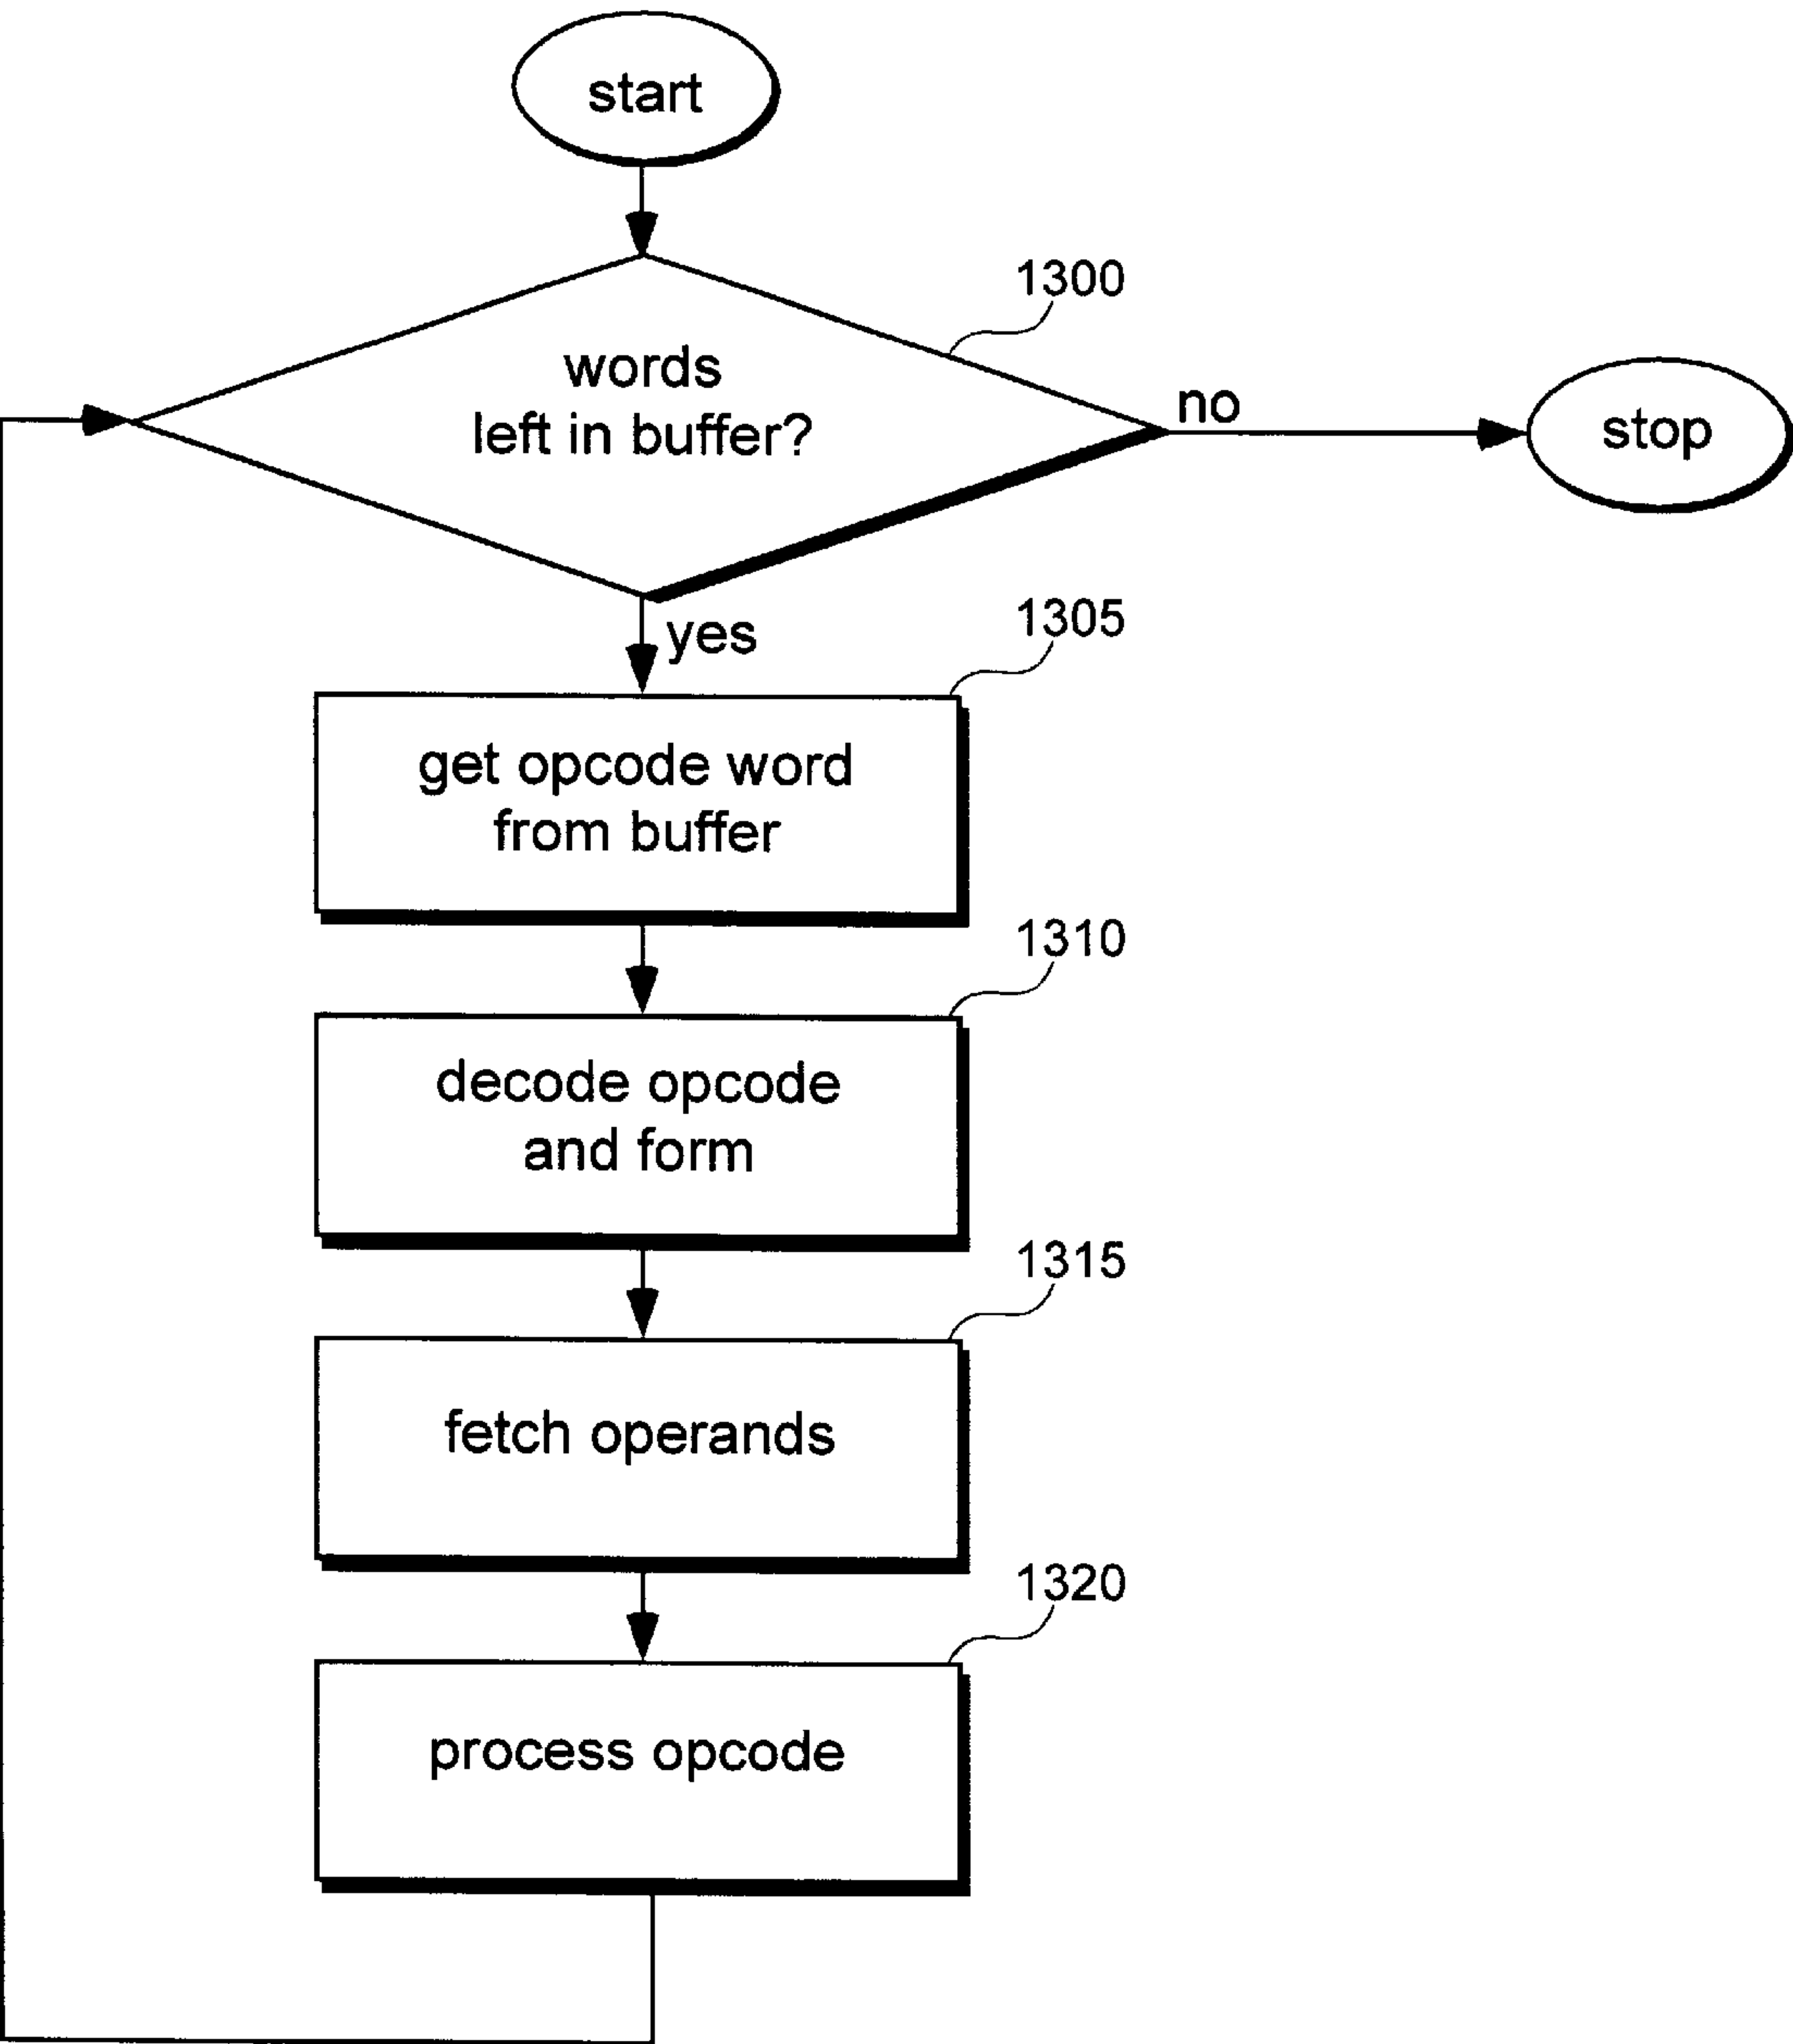 start
1300
words
left in buffer?
no
stop
yes
1305
get opcode word
from buffer
1310
decode opcode
and form
1315
fetch operands
1320
process opcode